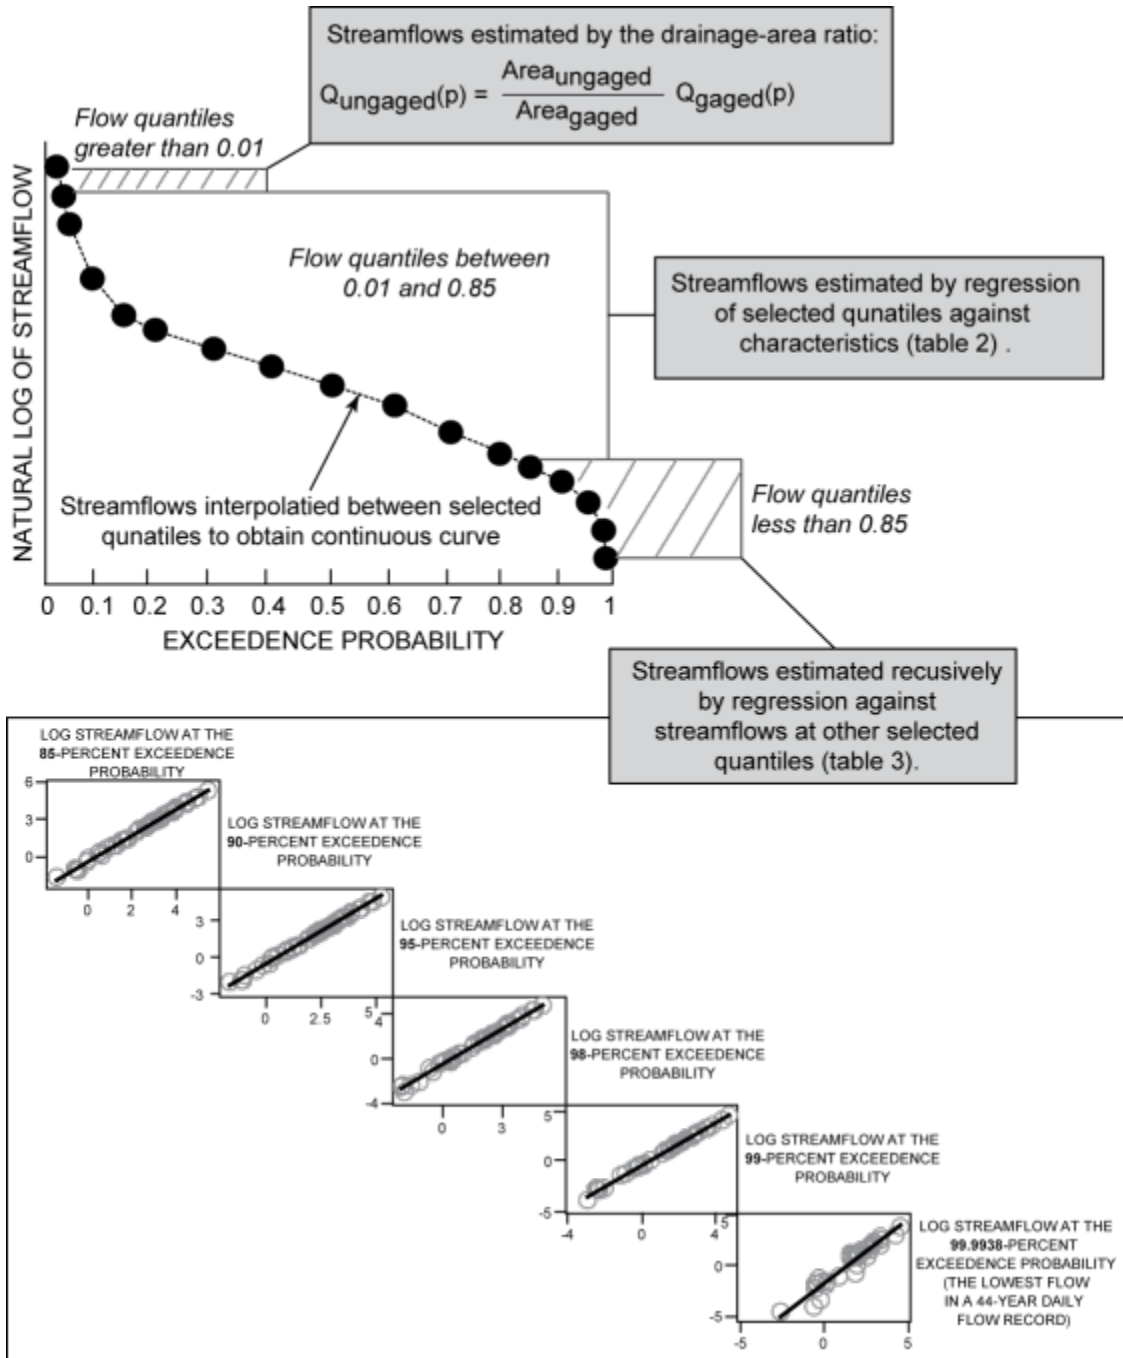 Streamflows estimated by the drainage-area ratio:
Qungaged(p) = Areaungaged / Areagaged Qgaged(p)
Flow quantiles
greater than 0.01
NATURAL LOG OF STREAMFLOW
Flow quantiles between
0.01 and 0.85
Streamflows estimated by regression
of selected qunatiles against
characteristics (table 2) .
Streamflows interpolatied between selected
qunatiles to obtain continuous curve
Flow quantiles
less than 0.85
0 0.1 0.2 0.3 0.4 0.5 0.6 0.7 0.8 0.9 1
EXCEEDENCE PROBABILITY
Streamflows estimated recusively
by regression against
streamflows at other selected
quantiles (table 3).
LOG STREAMFLOW AT THE
85-PERCENT EXCEEDENCE
PROBABILITY
6
3
0
0 2 4
LOG STREAMFLOW AT THE
90-PERCENT EXCEEDENCE
PROBABILITY
3
0
-3
0 2.5 5
LOG STREAMFLOW AT THE
95-PERCENT EXCEEDENCE
PROBABILITY
4
0
-4
0 3
LOG STREAMFLOW AT THE
98-PERCENT EXCEEDENCE
PROBABILITY
5
0
-5
-4 0 4
LOG STREAMFLOW AT THE
99-PERCENT EXCEEDENCE
PROBABILITY
5
0
-5
-5 0 5
LOG STREAMFLOW AT THE
99.9938-PERCENT
EXCEEDENCE PROBABILITY
(THE LOWEST FLOW
IN A 44-YEAR DAILY
FLOW RECORD)